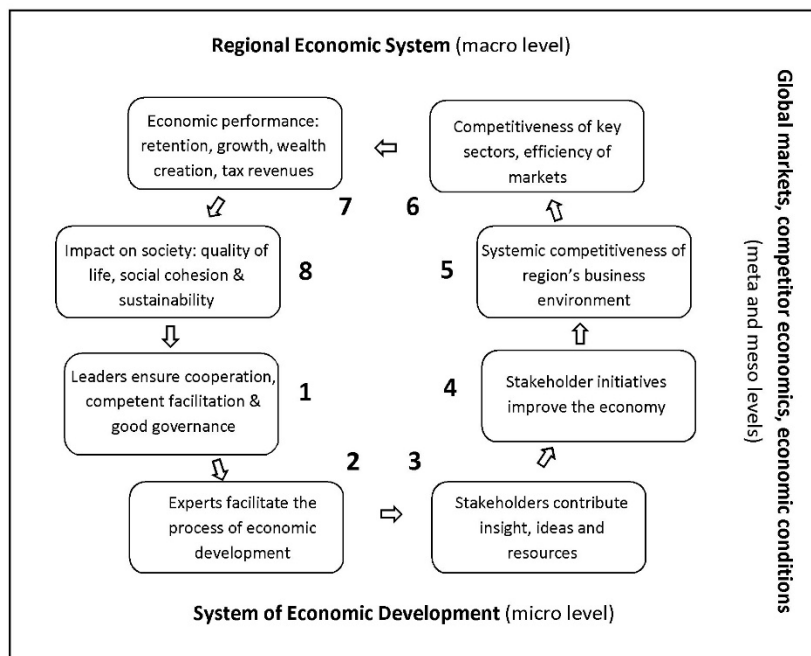 Regional Economic System (macro level)
Economic performance:
retention, growth, wealth
creation, tax revenues
7
Competitiveness of key
sectors, efficiency of
markets
6
Impact on society: quality of
life, social cohesion &
sustainability
8
Systemic competitiveness of
region's business
environment
5
Leaders ensure cooperation,
competent facilitation &
good governance
1
Stakeholder initiatives
improve the economy
4
Experts facilitate the
process of economic
development
2
Stakeholders contribute
insight, ideas and
resources
3
System of Economic Development (micro level)
Global markets, competitor economics, economic conditions
(meta and meso levels)